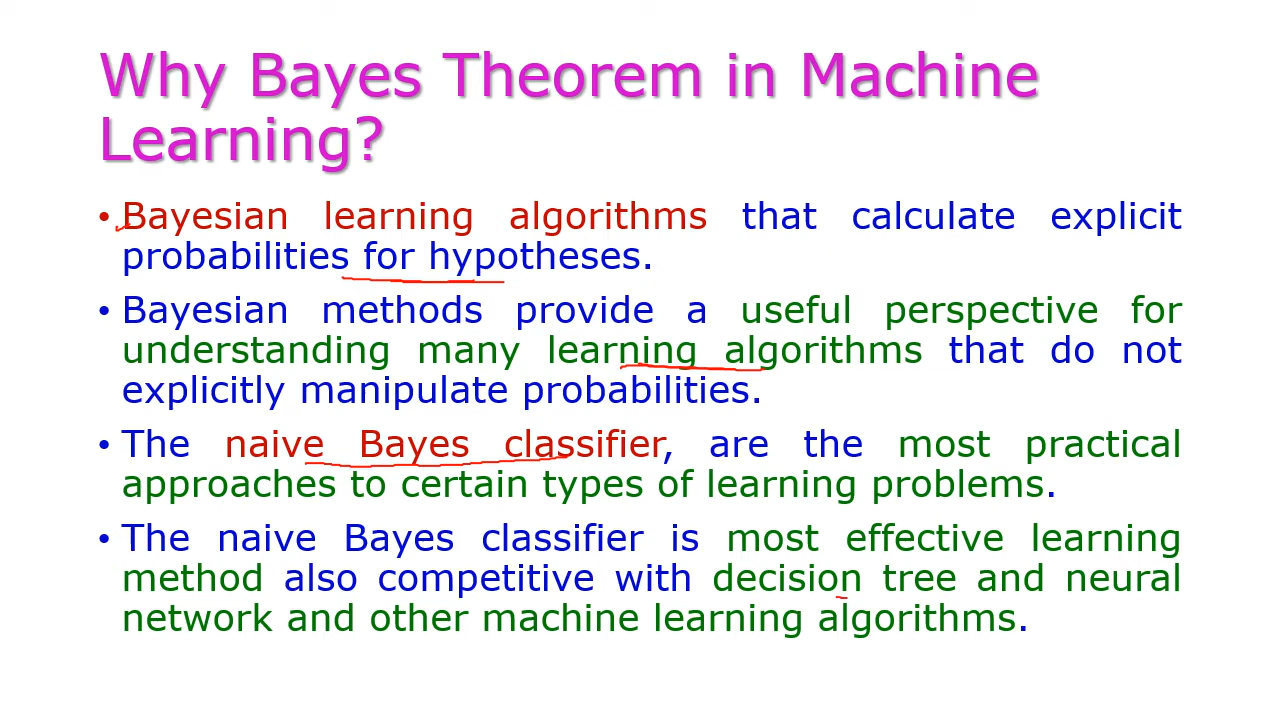 Why Bayes Theorem in Machine
Learning?
• Bayesian learning algorithms that calculate explicit
probabilities for hypotheses.
• Bayesian methods provide a useful perspective for
understanding many learning algorithms that do not
explicitly manipulate probabilities.
• The naive Bayes classifier, are the most practical
approaches to certain types of learning problems.
• The naive Bayes classifier is most effective learning
method also competitive with decision tree and neural
network and other machine learning algorithms.